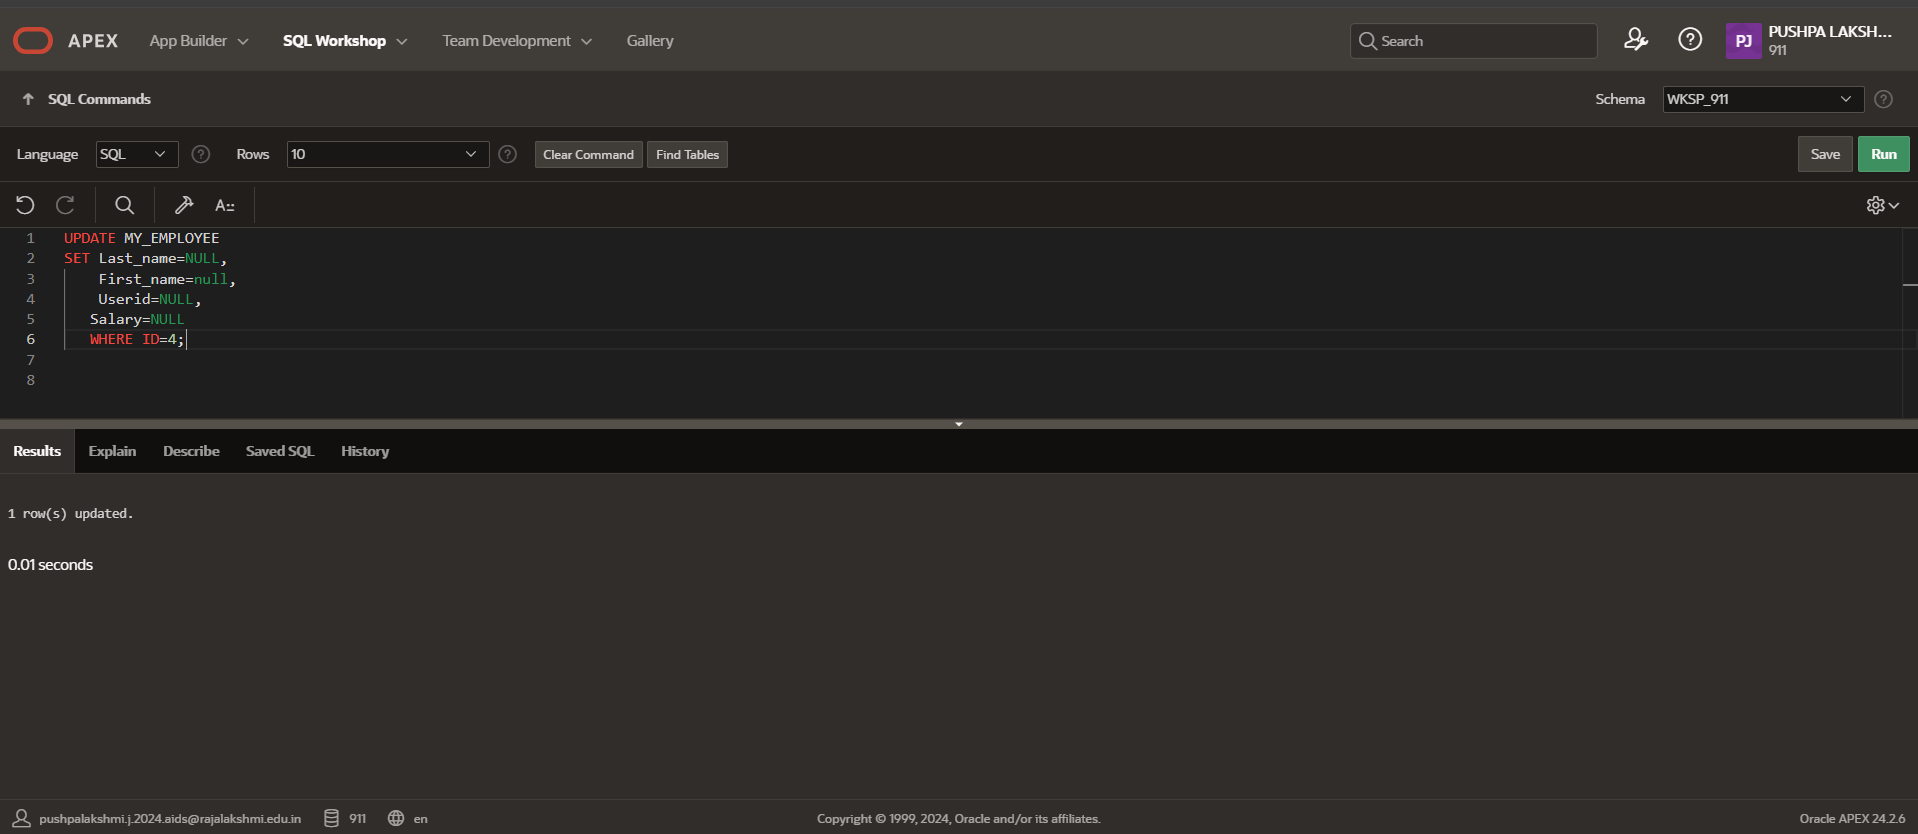 APEX App Builder SQL Workshop Team Development Gallery Search PJ PUSHPA LAKSH...
911
SQL Commands Schema WKSP_911
Language SQL Rows 10 Clear Command Find Tables Save Run
A::
1 UPDATE MY_EMPLOYEE
2 SET Last_name=NULL,
3 First_name=null,
4 Userid=NULL,
5 Salary=NULL
6 WHERE ID=4;
7
8
Results Explain Describe Saved SQL History
1 row(s) updated.
0.01 seconds
pushpalakshmi.j.2024.aids@rajalakshmi.edu.in 911 en Copyright © 1999, 2024, Oracle and/or its affiliates. Oracle APEX 24.2.6